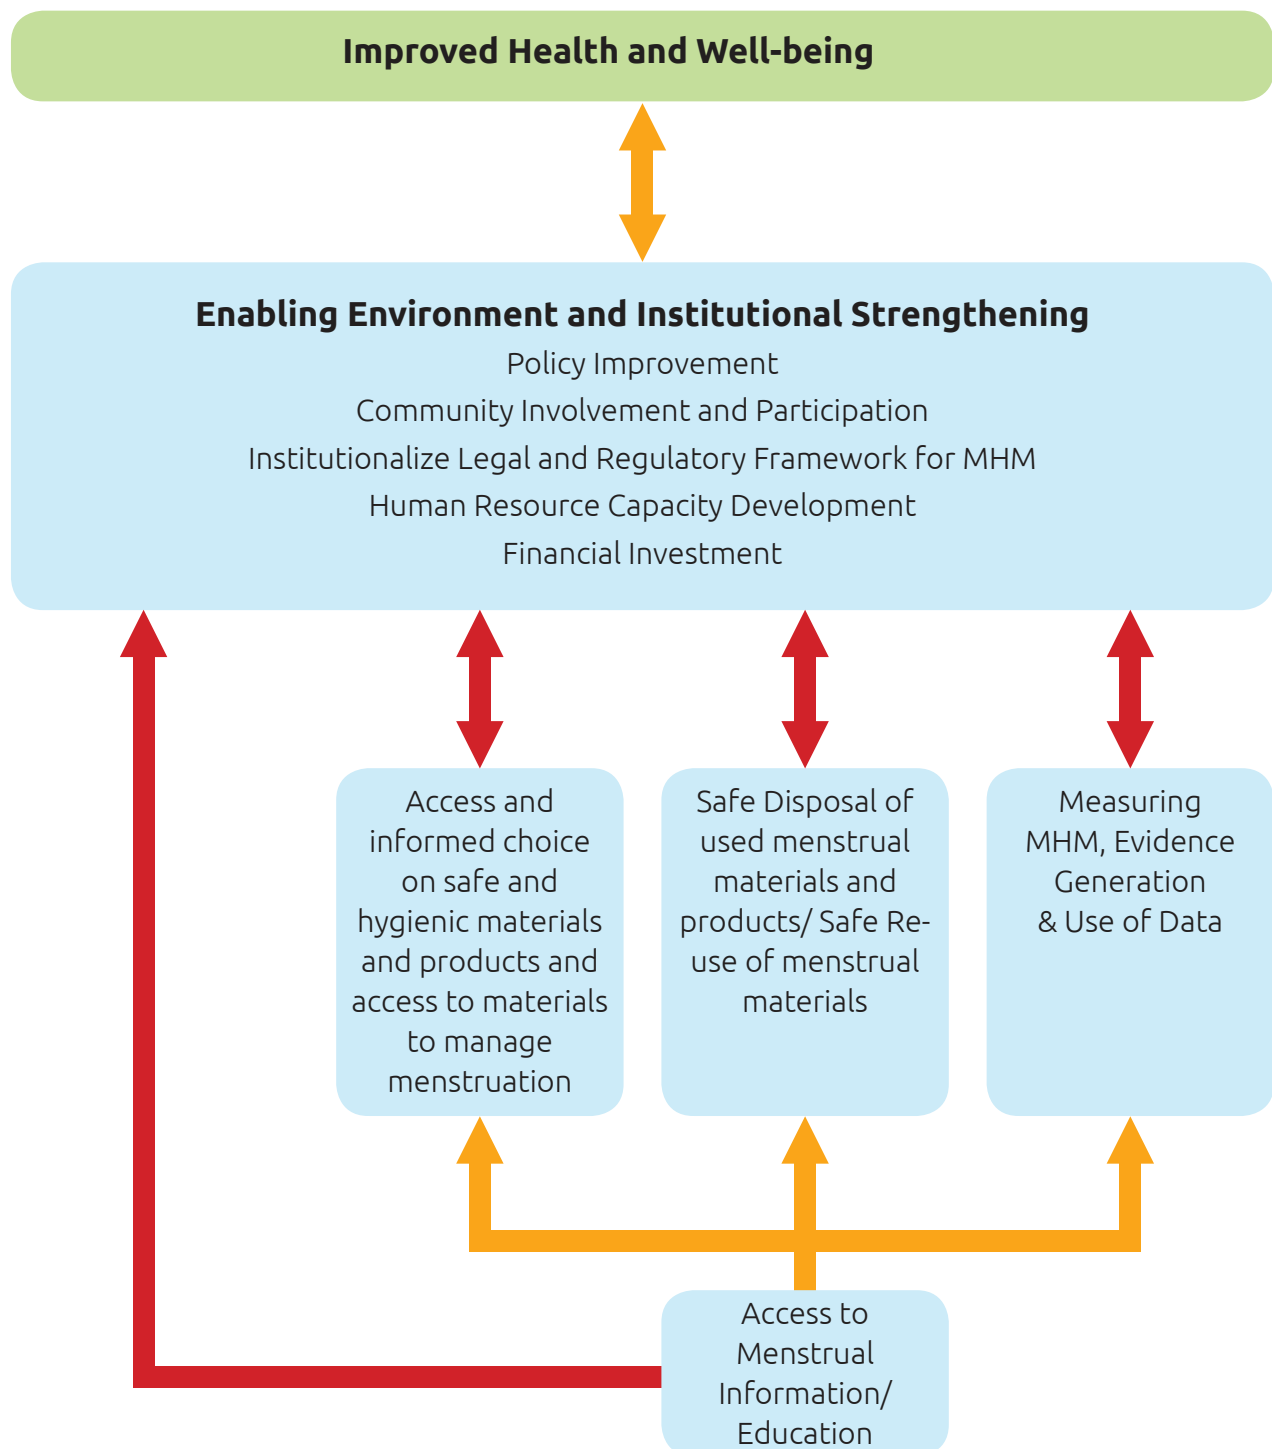 Improved Health and Well-being
Enabling Environment and Institutional Strengthening
Policy Improvement
Community Involvement and Participation
Institutionalize Legal and Regulatory Framework for MHM
Human Resource Capacity Development
Financial Investment
Access and
informed choice
on safe and
hygienic materials
and products and
access to materials
to manage
menstruation
Safe Disposal of
used menstrual
materials and
products/ Safe Re-
use of menstrual
materials
Measuring
MHM, Evidence
Generation
& Use of Data
Access to
Menstrual
Information/
Education